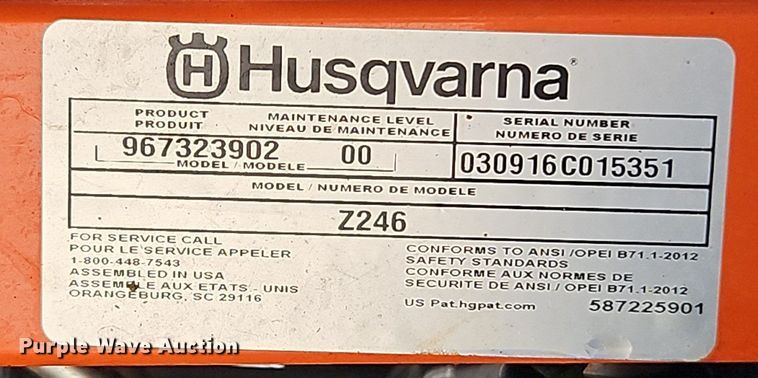 Husqvarna
PRODUCT MAINTENANCE LEVEL SERIAL NUMBER
PRODUIT NIVEAU DE MAINTENANCE NUMERO DE SERIE
967323902 00 030916C015351
MODEL / MODELE
MODEL / NUMERO DE MODELE
Z246
FOR SERVICE CALL
POUR LE SERVICE APPELER
1-800-448-7543
ASSEMBLED IN USA
ASSEMBLE AUX ETATS - UNIS
ORANGEBURG, SC 29116
CONFORMS TO ANSI /OPEI B71.1-2012
SAFETY STANDARDS
CONFORME AUX NORMES DE
SECURITE DE ANSI / OPEI B71.1-2012
US Pat.hgpat.com 587225901
Purple Wave Auction